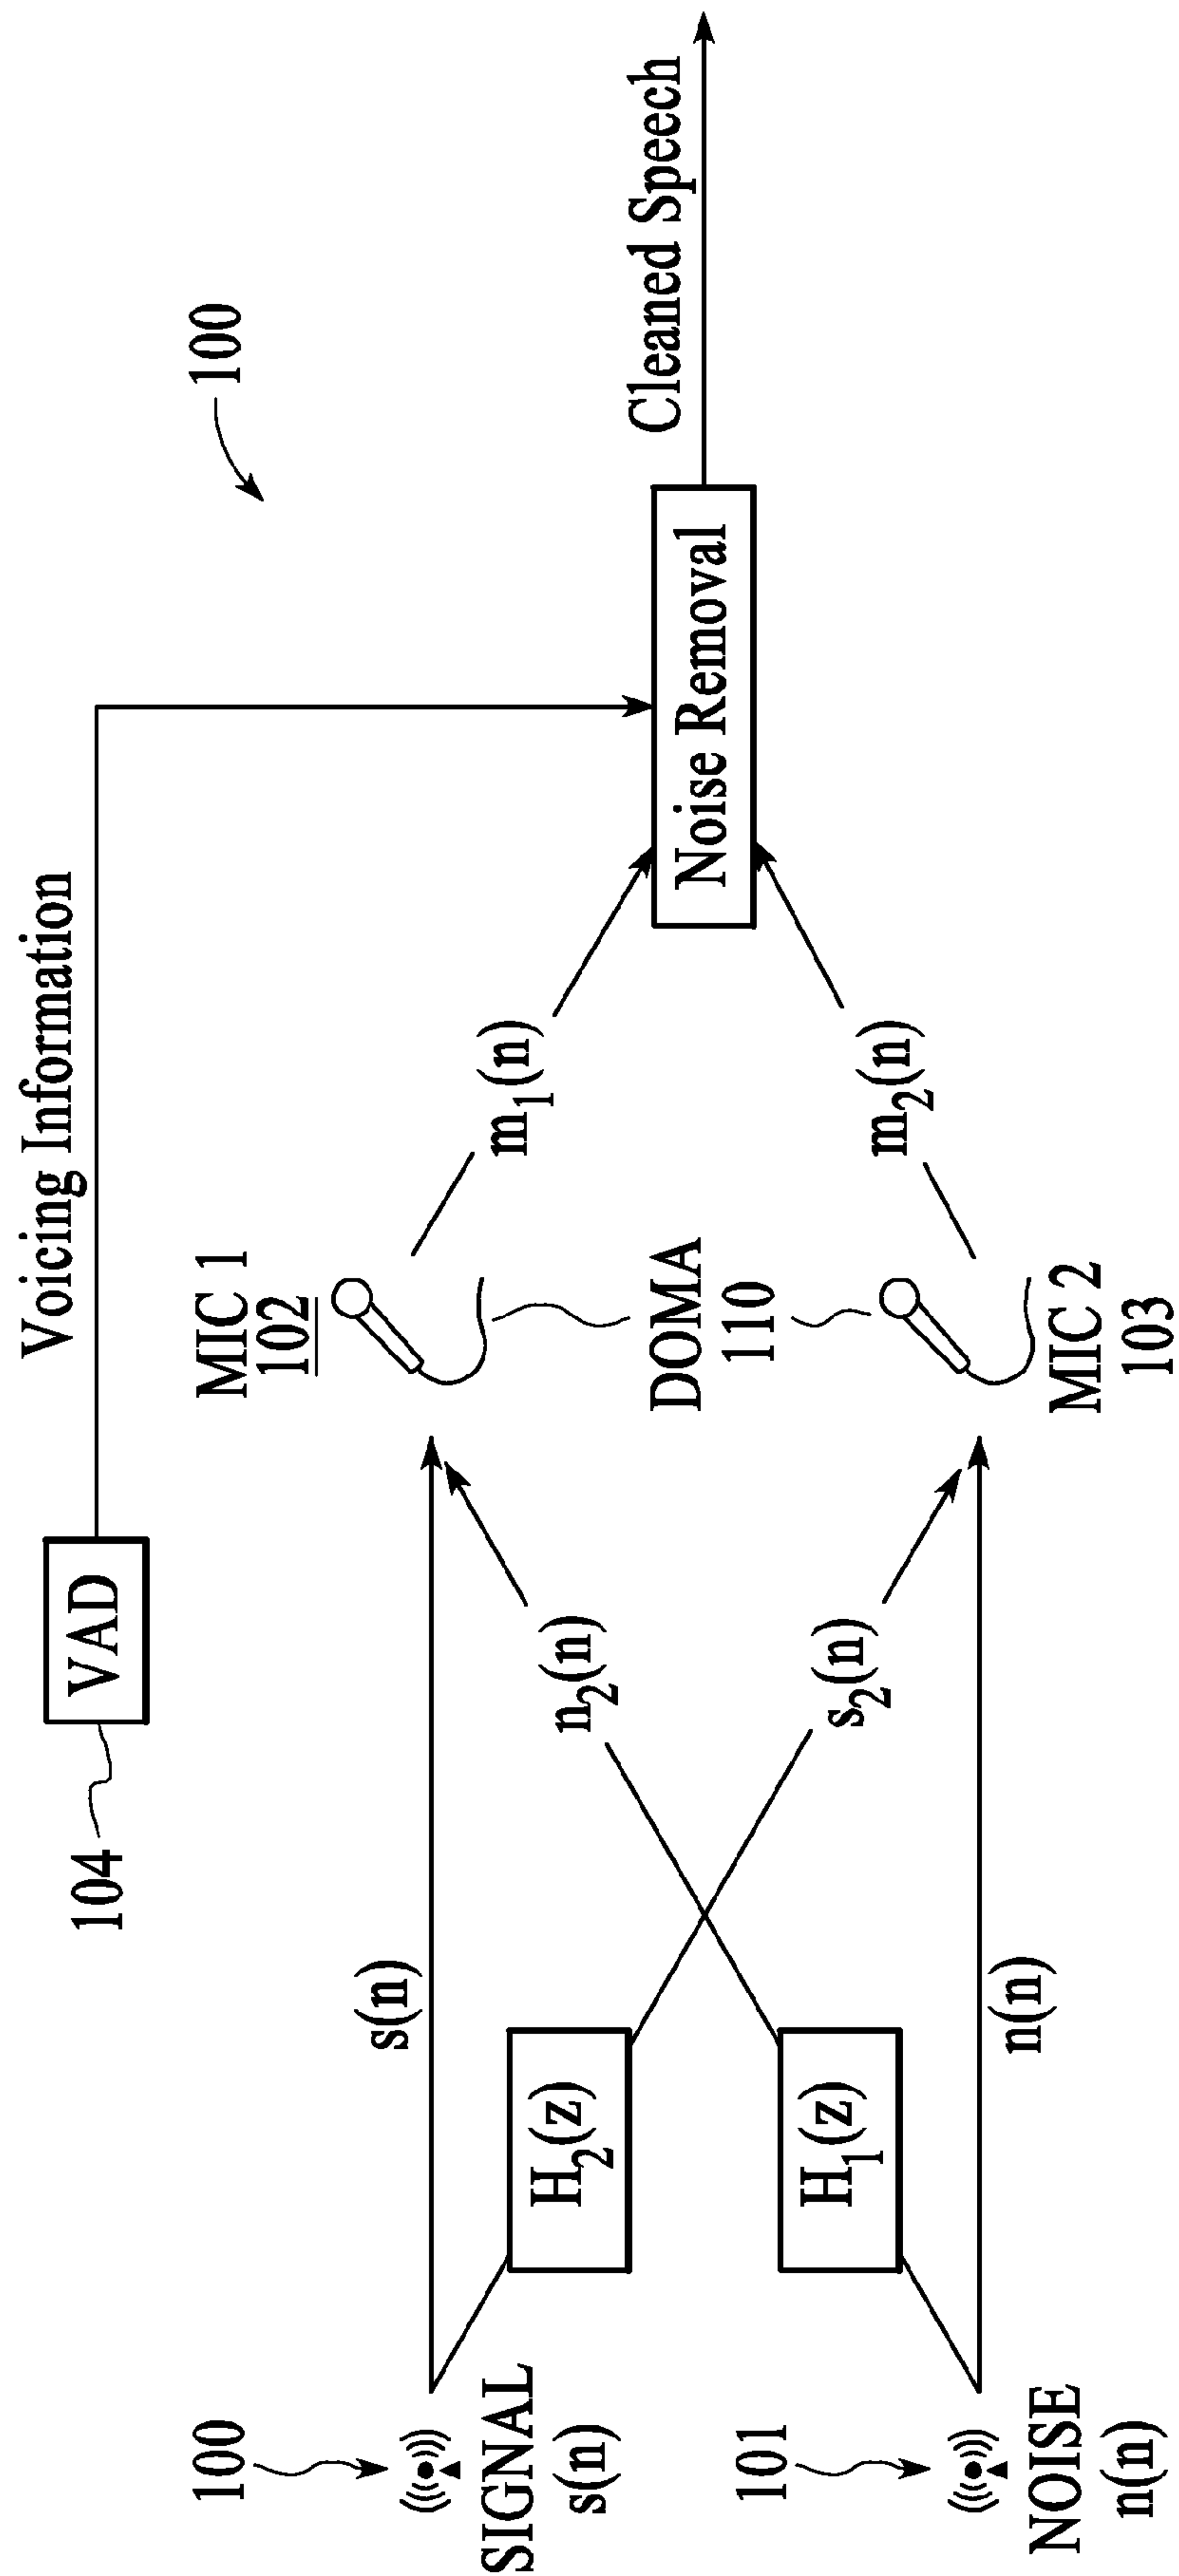 Voicing Information
VAD
104
100
MIC 1
102
s(n)
100
SIGNAL
s(n)
H2(z)
n2(n)
m1(n)
Cleaned Speech
Noise Removal
DOMA
110
H1(z)
s2(n)
m2(n)
101
NOISE
n(n)
n(n)
MIC 2
103